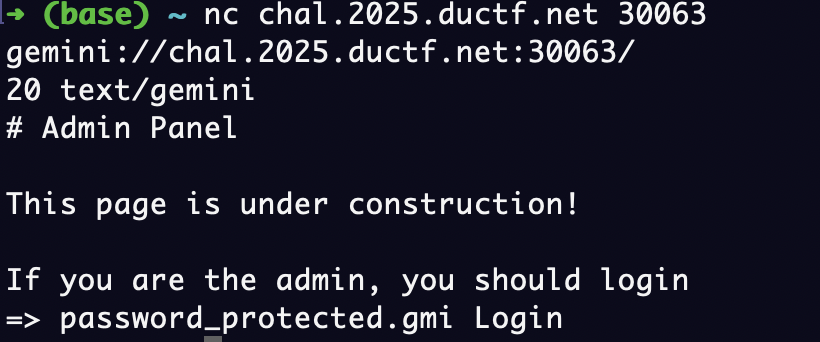 → (base) ~ nc chal.2025.ductf.net 30063
gemini://chal.2025.ductf.net:30063/
20 text/gemini
# Admin Panel
This page is under construction!
If you are the admin, you should login
=> password_protected.gmi Login